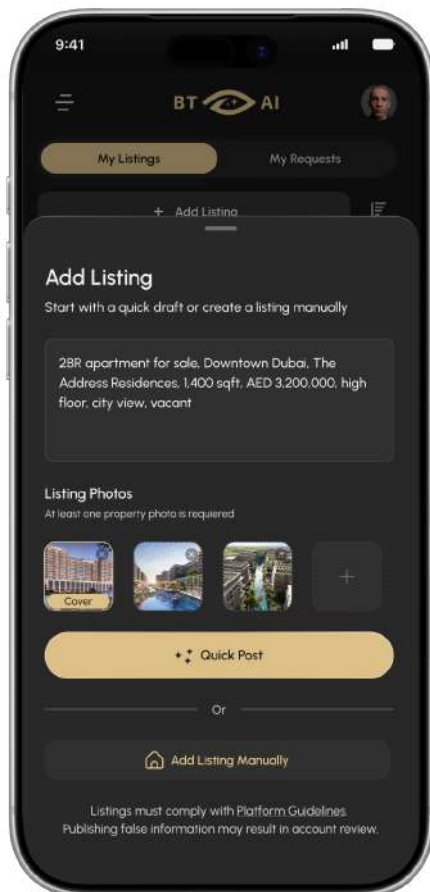 9:41
BT AI
My Listings
My Requests
+ Add Listing
Add Listing
Start with a quick draft or create a listing manually
2BR apartment for sale, Downtown Dubai, The
Address Residences, 1,400 sqft, AED 3,200,000, high
floor, city view, vacant
Listing Photos
At least one property photo is requiered
Cover
Quick Post
Or
Add Listing Manually
Listings must comply with Platform Guidelines.
Publishing false information may result in account review.